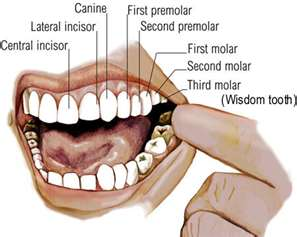 Canine
First premolar
Lateral incisor
Second premolar
Central incisor
First molar
Second molar
Third molar
(Wisdom tooth)